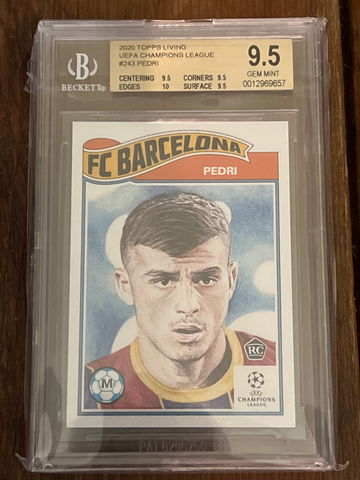 2020 TOPPS LIVING
UEFA CHAMPIONS LEAGUE
#243 PEDRI
B
BECKETT
CENTERING 9.5 CORNERS 9.5
EDGES 10 SURFACE 9.5
9.5
GEM MINT
0012969657
FC BARCELONA
PEDRI
M
RC
UEFA
CHAMPIONS
LEAGUE